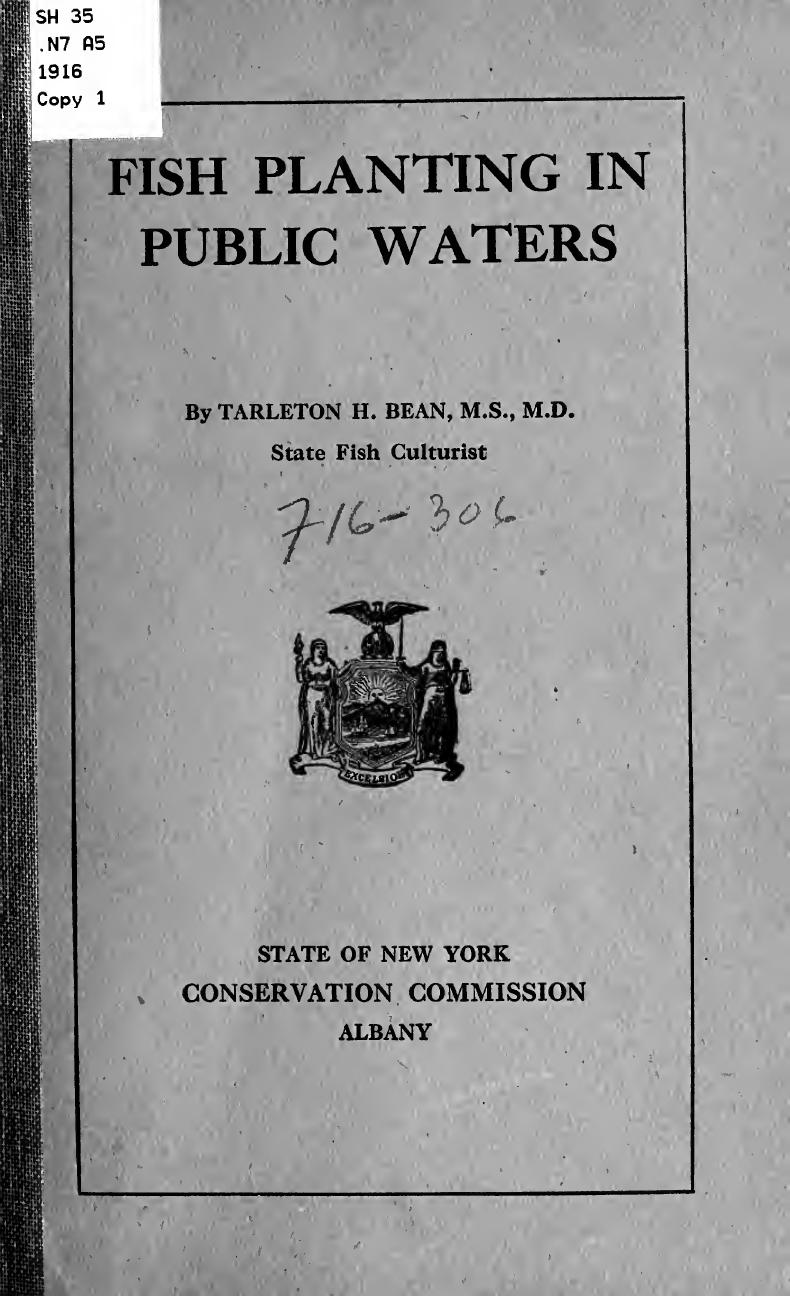 SH 35
.N7 A5
1916
Copy 1
FISH PLANTING IN
PUBLIC WATERS
By TARLETON H. BEAN, M.S., M.D.
State Fish Culturist
716-306
EXCELSIOR
STATE OF NEW YORK
CONSERVATION COMMISSION
ALBANY